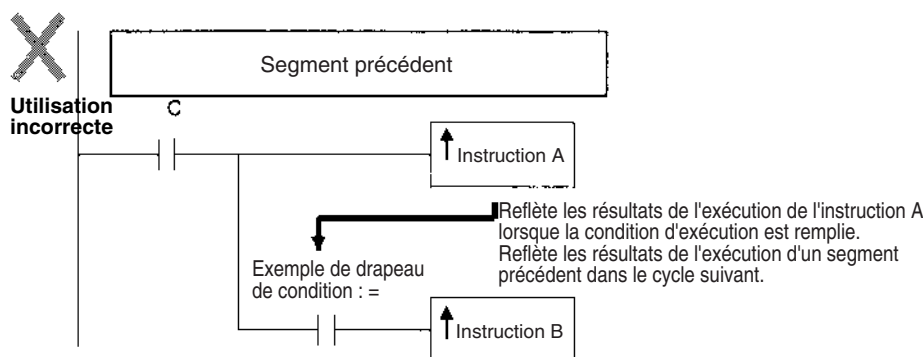 Segment précédent
Utilisation
incorrecte
C
Instruction A
Reflète les résultats de l'exécution de l'instruction A
lorsque la condition d'exécution est remplie.
Reflète les résultats de l'exécution d'un segment
précédent dans le cycle suivant.
Exemple de drapeau
de condition : =
Instruction B